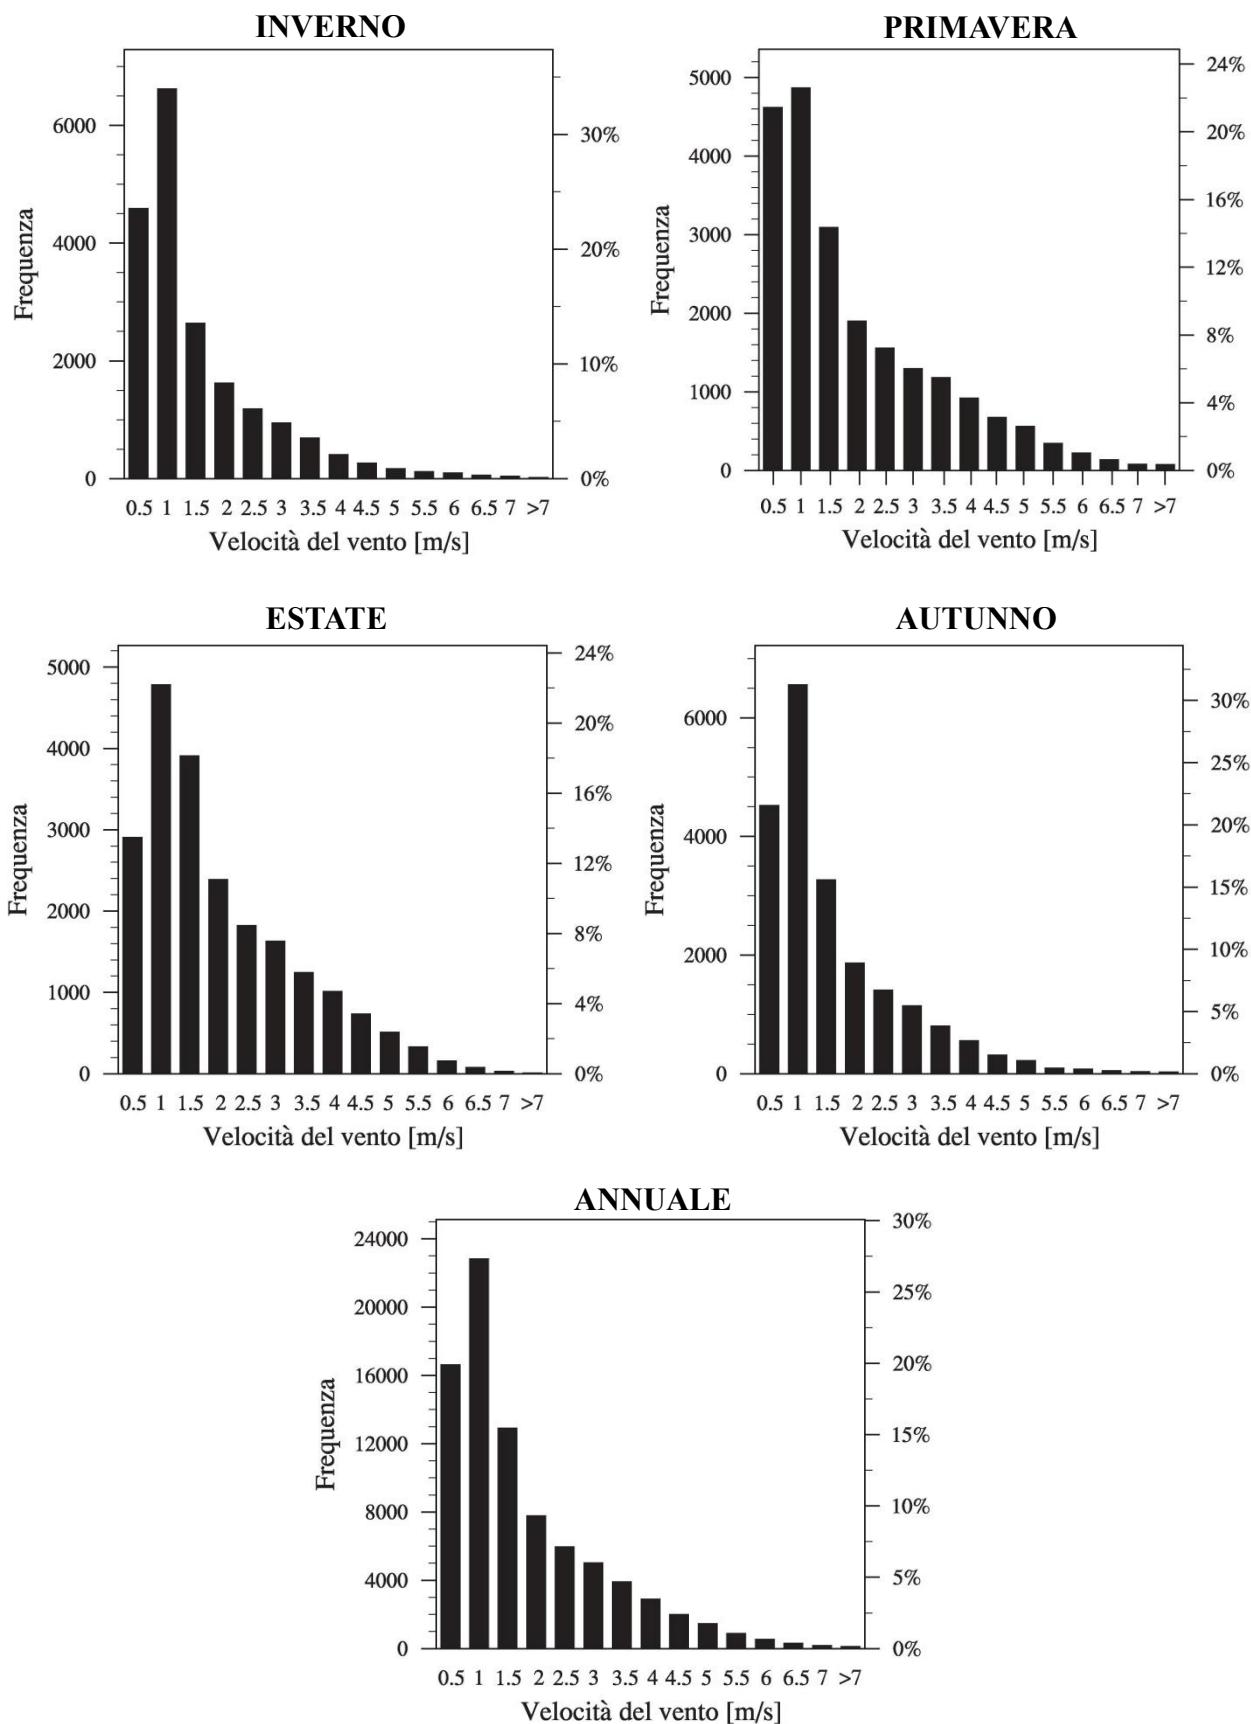 INVERNO
6000
4000
2000
0
Frequenza
30%
20%
10%
0%
0.5 1 1.5 2 2.5 3 3.5 4 4.5 5 5.5 6 6.5 7 >7
Velocità del vento [m/s]
PRIMAVERA
5000
4000
3000
2000
1000
0
Frequenza
24%
20%
16%
12%
8%
4%
0%
0.5 1 1.5 2 2.5 3 3.5 4 4.5 5 5.5 6 6.5 7 >7
Velocità del vento [m/s]
ESTATE
5000
4000
3000
2000
1000
0
Frequenza
24%
20%
16%
12%
8%
4%
0%
0.5 1 1.5 2 2.5 3 3.5 4 4.5 5 5.5 6 6.5 7 >7
Velocità del vento [m/s]
AUTUNNO
6000
4000
2000
0
Frequenza
30%
25%
20%
15%
10%
5%
0%
0.5 1 1.5 2 2.5 3 3.5 4 4.5 5 5.5 6 6.5 7 >7
Velocità del vento [m/s]
ANNUALE
24000
20000
16000
12000
8000
4000
0
Frequenza
30%
25%
20%
15%
10%
5%
0%
0.5 1 1.5 2 2.5 3 3.5 4 4.5 5 5.5 6 6.5 7 >7
Velocità del vento [m/s]